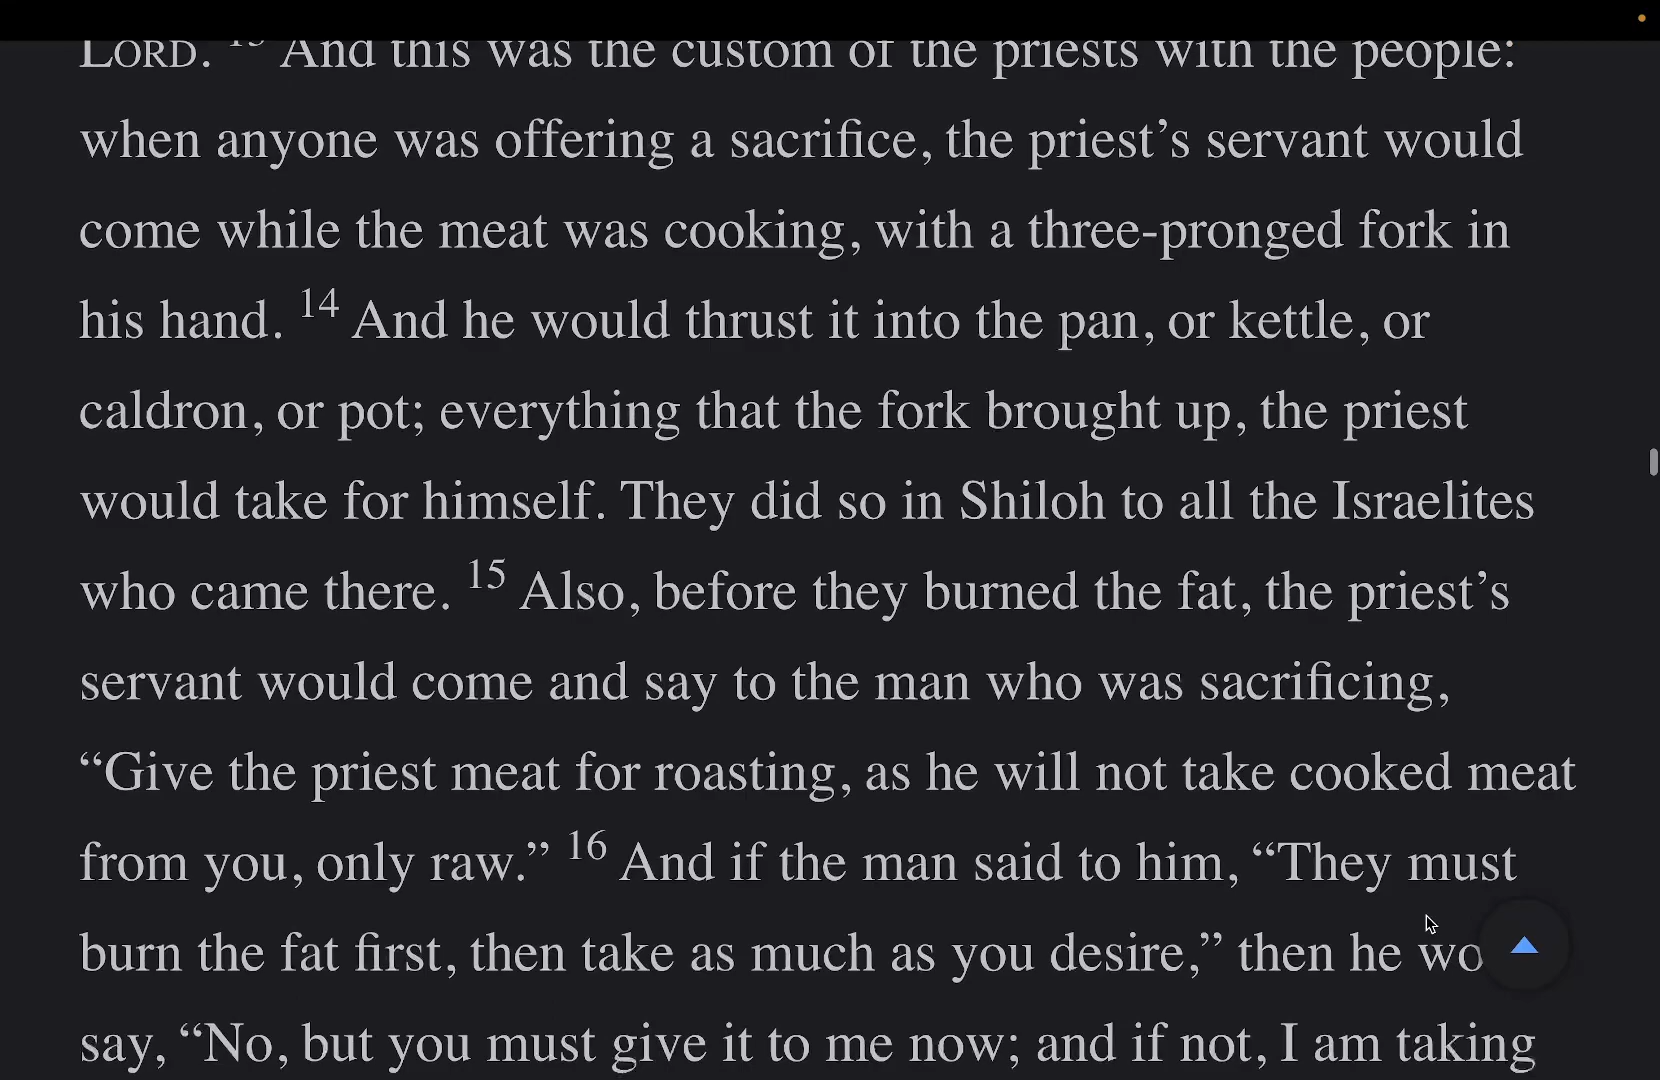 LORD. 13 And this was the custom of the priests with the people:
when anyone was offering a sacrifice, the priest’s servant would
come while the meat was cooking, with a three-pronged fork in
his hand. 14 And he would thrust it into the pan, or kettle, or
caldron, or pot; everything that the fork brought up, the priest
would take for himself. They did so in Shiloh to all the Israelites
who came there. 15 Also, before they burned the fat, the priest’s
servant would come and say to the man who was sacrificing,
“Give the priest meat for roasting, as he will not take cooked meat
from you, only raw.” 16 And if the man said to him, “They must
burn the fat first, then take as much as you desire,” then he wo
say, “No, but you must give it to me now; and if not, I am taking